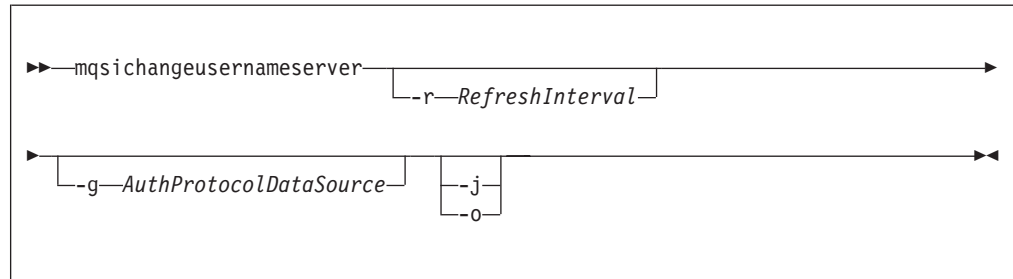 mqsichangeusernameserver
-r RefreshInterval
-g AuthProtocolDataSource -j
-o